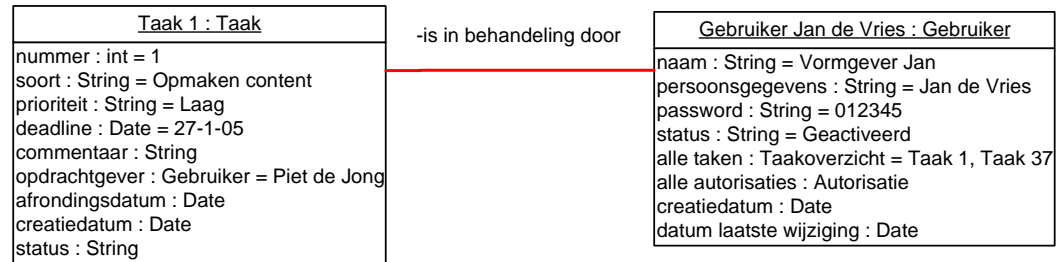 Taak 1 : Taak
nummer : int = 1
soort : String = Opmaken content
prioriteit : String = Laag
deadline : Date = 27-1-05
commentaar : String
opdrachtgever : Gebruiker = Piet de Jong
afrondingsdatum : Date
creatiedatum : Date
status : String
-is in behandeling door
Gebruiker Jan de Vries : Gebruiker
naam : String = Vormgever Jan
persoonsgegevens : String = Jan de Vries
password : String = 012345
status : String = Geactiveerd
alle taken : Taakoverzicht = Taak 1, Taak 37
alle autorisaties : Autorisatie
creatiedatum : Date
datum laatste wijziging : Date